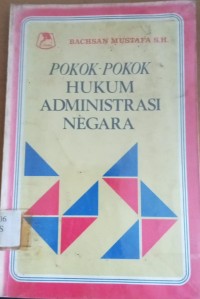 BACHSAN MUSTAFA S.H.
POKOK-POKOK
HUKUM
ADMINISTRASI
NEGARA